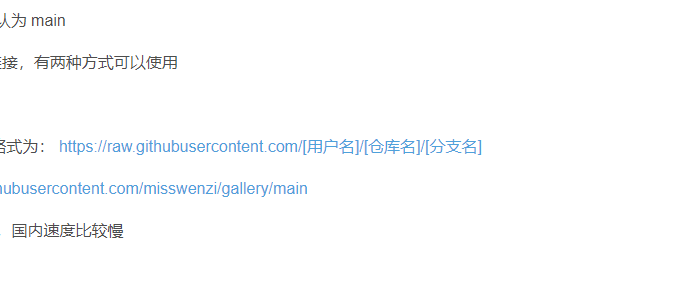 认为 main
接，有两种方式可以使用
格式为： https://raw.githubusercontent.com/[用户名]/[仓库名]/[分支名]
hubusercontent.com/misswenzi/gallery/main
，国内速度比较慢